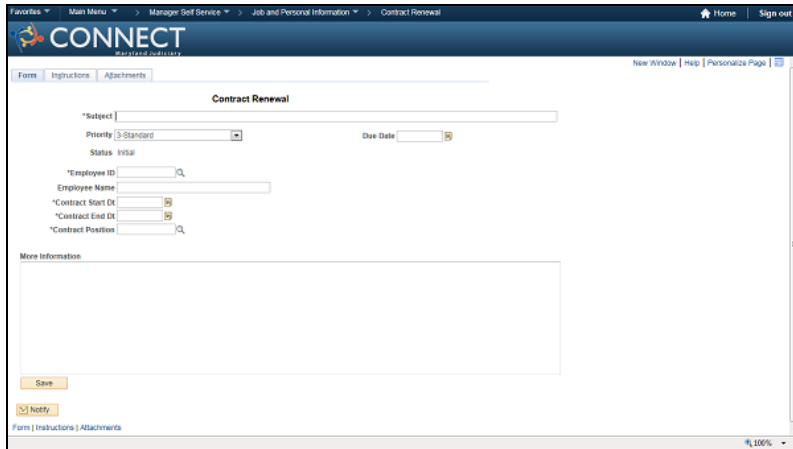 Favorites Main Menu > Manager Self Service > Job and Personal Information > Contract Renewal Home Sign out
CONNECT
Maryland Judiciary
New Window | Help | Personalize Page |
Form Instructions Attachments
Contract Renewal
*Subject
Priority 3-Standard Due Date
Status Initial
*Employee ID
Employee Name
*Contract Start Dt
*Contract End Dt
*Contract Position
More Information
Save
Notify
Form | Instructions | Attachments
100%